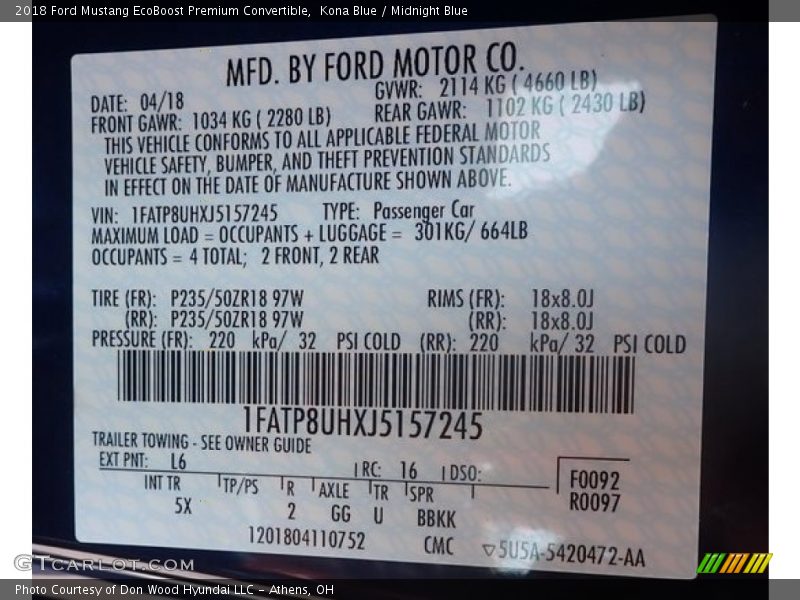 2018 Ford Mustang EcoBoost Premium Convertible,  Kona Blue / Midnight Blue
MFD. BY FORD MOTOR CO.
DATE: 04/18 GVWR: 2114 KG ( 4660 LB)
FRONT GAWR: 1034 KG ( 2280 LB) REAR GAWR: 1102 KG ( 2430 LB)
THIS VEHICLE CONFORMS TO ALL APPLICABLE FEDERAL MOTOR
VEHICLE SAFETY, BUMPER, AND THEFT PREVENTION STANDARDS
IN EFFECT ON THE DATE OF MANUFACTURE SHOWN ABOVE.
VIN: 1FATP8UHXJ5157245 TYPE: Passenger Car
MAXIMUM LOAD = OCCUPANTS + LUGGAGE = 301KG/ 664LB
OCCUPANTS = 4 TOTAL; 2 FRONT, 2 REAR
TIRE (FR): P235/50ZR18 97W RIMS (FR): 18x8.0J
(RR): P235/50ZR18 97W (RR): 18x8.0J
PRESSURE (FR): 220 kPa/ 32 PSI COLD (RR): 220 kPa/ 32 PSI COLD
1FATP8UHXJ5157245
TRAILER TOWING - SEE OWNER GUIDE
EXT PNT: L6 RC: 16 DSO: F0092
INT TR TP/PS R AXLE TR SPR R0097
5X 2 GG U BBKK
1201804110752 CMC ▽5U5A-5420472-AA
GTCARLOT.COM
Photo Courtesy of Don Wood Hyundai LLC – Athens, OH